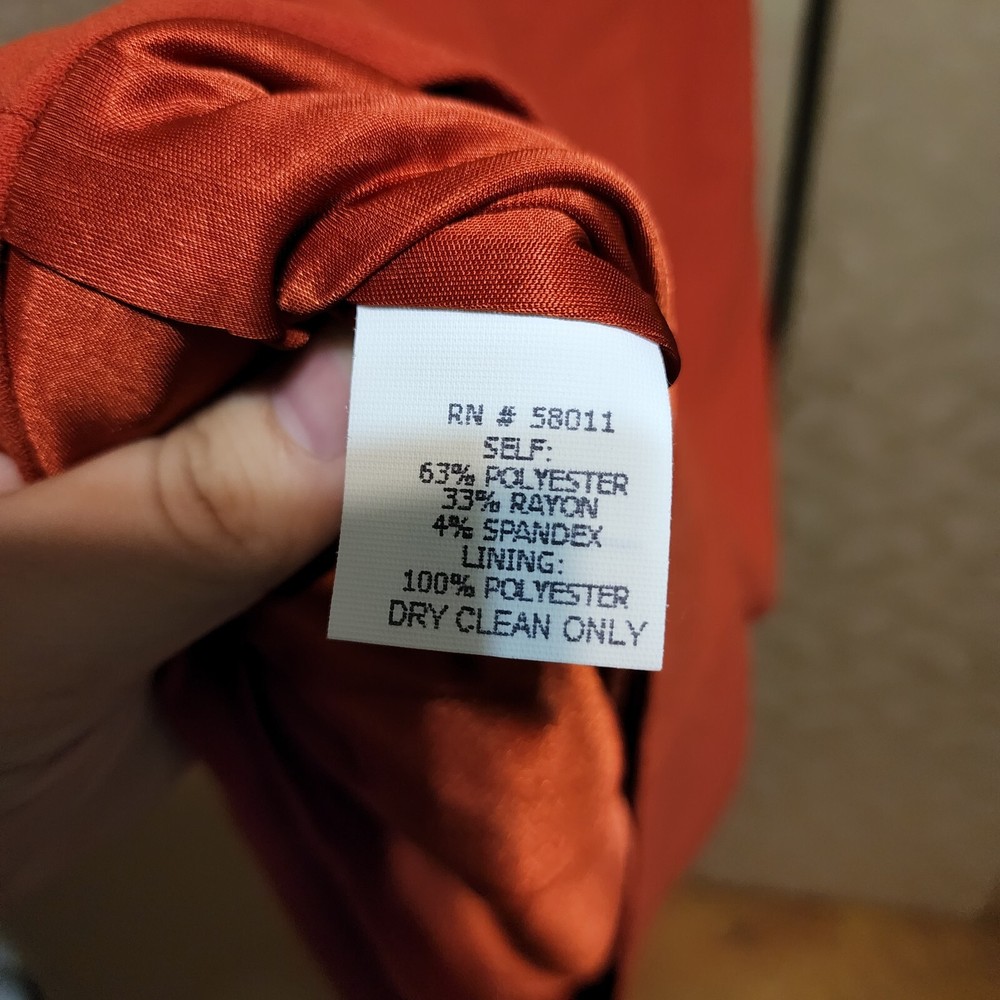 RN # 58011
SELF:
63% POLYESTER
33% RAYON
4% SPANDEX
LINING:
100% POLYESTER
DRY CLEAN ONLY